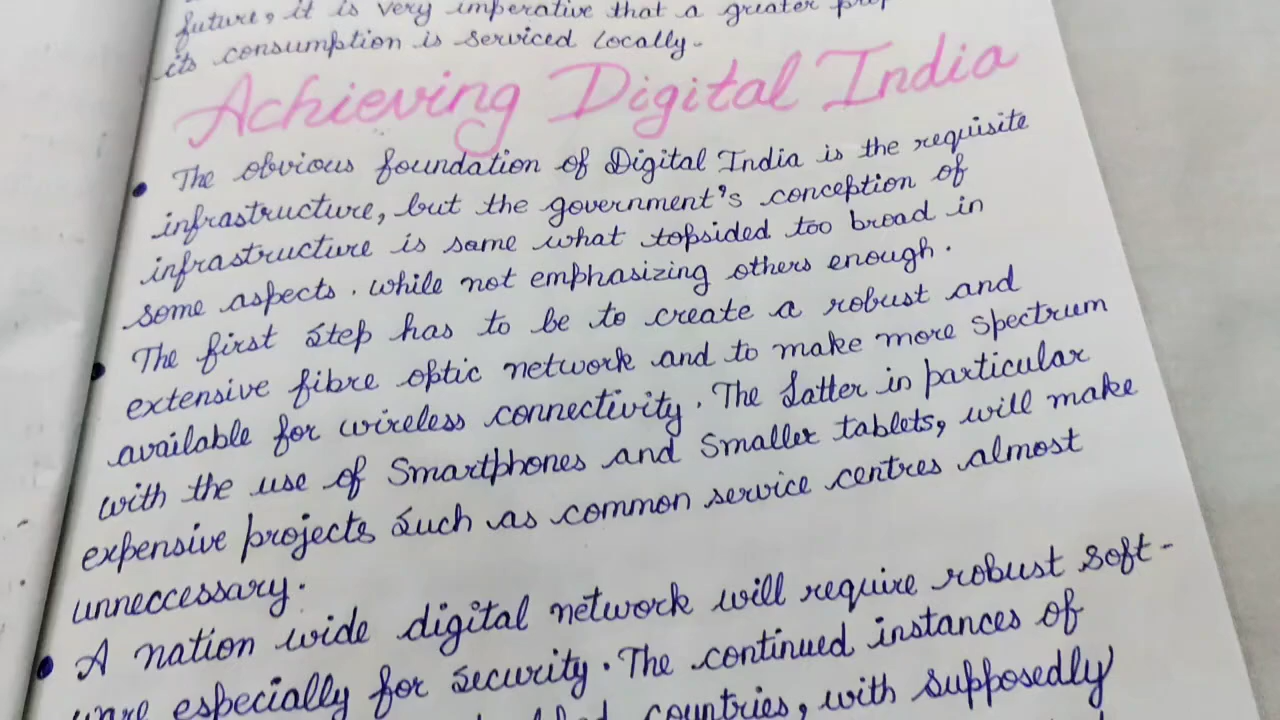 future, it is very imperative that a greater
its consumption is serviced locally.
Achieving Digital India
• The obvious foundation of Digital India is the requisite
infrastructure, but the government's conception of
infrastructure is some what topsided too broad in
some aspects. while not emphasizing others enough.
• The first step has to be to create a robust and
extensive fibre optic network and to make more spectrum
available for wireless connectivity. The latter in particular
with the use of Smartphones and smaller tablets, will make
expensive projects such as common service centres almost
unneccessary.
• A nation wide digital network will require robust soft-
ware especially for security. The continued instances of
countries, with supposedly